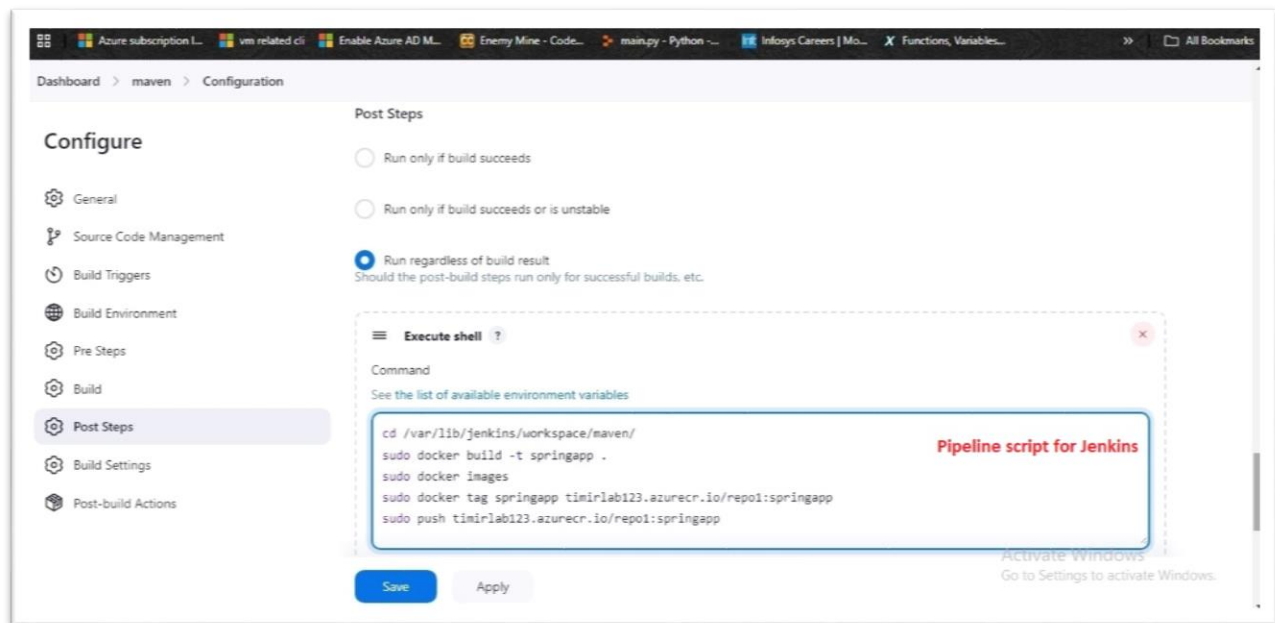 Azure subscription I... vm related cli Enable Azure AD M... Enemy Mine - Code... main.py - Python -... Infosys Careers | Mo... X Functions, Variables... » All Bookmarks
Dashboard > maven > Configuration
Configure
General
Source Code Management
Build Triggers
Build Environment
Pre Steps
Build
Post Steps
Build Settings
Post-build Actions
Post Steps
Run only if build succeeds
Run only if build succeeds or is unstable
Run regardless of build result
Should the post-build steps run only for successful builds, etc.
Execute shell ?
Command
See the list of available environment variables
cd /var/lib/jenkins/workspace/maven/
sudo docker build -t springapp .
sudo docker images
sudo docker tag springapp timirlab123.azurecr.io/repo1:springapp
sudo push timirlab123.azurecr.io/repo1:springapp
Pipeline script for Jenkins
Save Apply
Activate Windows
Go to Settings to activate Windows.